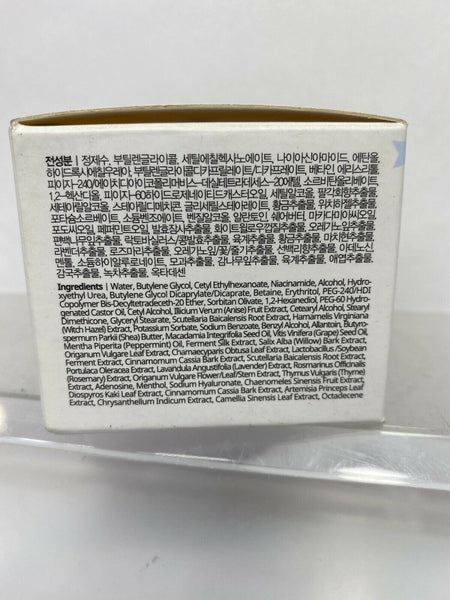 전성분 | 정제수, 부틸렌글라이콜, 세틸에칠헥사노에이트, 나이아신아마이드, 에탄올,
하이드록시에칠우레아, 부틸렌글라이콜디카프릴레이트/디카프레이트, 베타인, 에리스리톨,
피이지-240/에이치디아이코폴리머비스-데실테트라데세스-20에텔, 소르비탄올리베이트,
1,2-헥산다이올, 피이지-60하이드로제네이티드캐스터오일, 세틸알코올, 팔각회향추출물,
세테아릴알코올, 스테아릴디메치콘, 글리세릴스테아레이트, 황금추출물, 위치하젤추출물,
포타슘소르베이트, 소듐벤조에이트, 벤질알코올, 알란토인, 쉐어버터, 마카다미아씨오일,
포도씨오일, 페퍼민트오일, 발효장사추출물, 화이트윌로우껍질추출물, 오레가노잎추출물,
편백나무잎추출물, 락토바실러스/콩발효추출물, 육계추출물, 황금추출물, 마치현추출물,
라벤더추출물, 로즈마리추출물, 오레가노잎/꽃/줄기추출물, 선백리향추출물, 아데노신,
멘톨, 소듐하이알루로네이트, 모과추출물, 감나무잎추출물, 육계추출물, 애엽추출물,
감국추출물, 녹차추출물, 옥타데센
Ingredients | Water, Butylene Glycol, Cetyl Ethylhexanoate, Niacinamide, Alcohol, Hydro-
xyethyl Urea, Butylene Glycol Dicaprylate/Dicaprate, Betaine, Erythritol, PEG-240/HDI
Copolymer Bis-Decyltetradeceth-20 Ether, Sorbitan Olivate, 1,2-Hexanediol, PEG-60 Hydr-
ogenated Castor Oil, Cetyl Alcohol, Illicium Verum (Anise) Fruit Extract, Cetearyl Alcohol, Stearyl
Dimethicone, Glyceryl Stearate, Scutellaria Baicalensis Root Extract, Hamamelis Virginiana
(Witch Hazel) Extract, Potassium Sorbate, Sodium Benzoate, Benzyl Alcohol, Allantoin, Butyro-
spermum Parkii (Shea) Butter, Macadamia Integrifolia Seed Oil, Vitis Vinifera (Grape) Seed Oil,
Mentha Piperita (Peppermint) Oil, Ferment Silk Extract, Salix Alba (Willow) Bark Extract,
Origanum Vulgare Leaf Extract, Chamaecyparis Obtusa Leaf Extract, Lactobacillus/Soybean
Ferment Extract, Cinnamomum Cassia Bark Extract, Scutellaria Baicalensis Root Extract,
Portulaca Oleracea Extract, Lavandula Angustifolia (Lavender) Extract, Rosmarinus Officinalis
(Rosemary) Extract, Origanum Vulgare Flower/Leaf/Stem Extract, Thymus Vulgaris (Thyme)
Extract, Adenosine, Menthol, Sodium Hyaluronate, Chaenomeles Sinensis Fruit Extract,
Diospyros Kaki Leaf Extract, Cinnamomum Cassia Bark Extract, Artemisia Princeps Leaf
Extract, Chrysanthellum Indicum Extract, Camellia Sinensis Leaf Extract, Octadecene